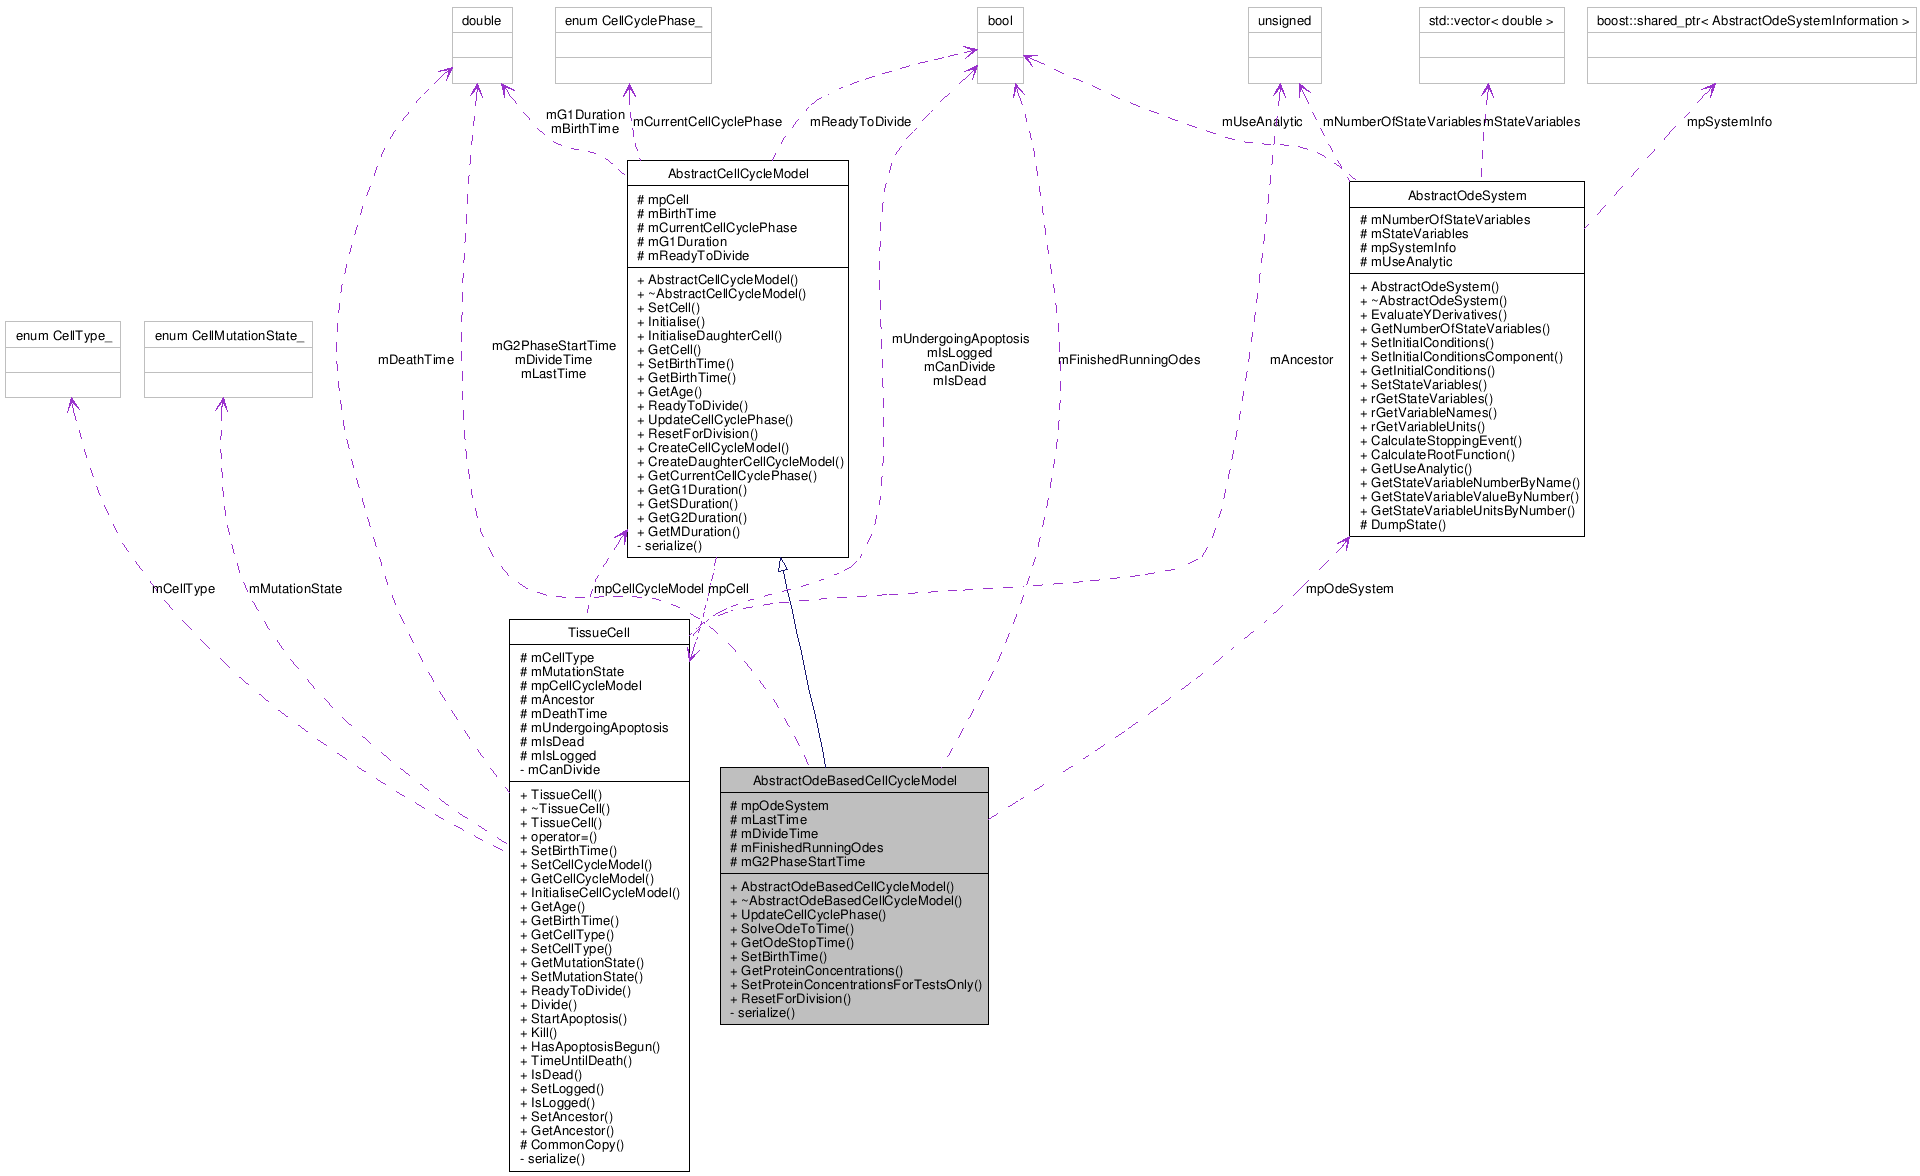 double
enum CellCyclePhase_
bool
unsigned
std::vector< double >
boost::shared_ptr< AbstractOdeSystemInformation >
mG1Duration
mBirthTime
mCurrentCellCyclePhase
mReadyToDivide
mUseAnalytic
mNumberOfStateVariables
mStateVariables
mpSystemInfo
AbstractCellCycleModel
# mpCell
# mBirthTime
# mCurrentCellCyclePhase
# mG1Duration
# mReadyToDivide
+ AbstractCellCycleModel()
+ ~AbstractCellCycleModel()
+ SetCell()
+ Initialise()
+ InitialiseDaughterCell()
+ GetCell()
+ SetBirthTime()
+ GetBirthTime()
+ GetAge()
+ ReadyToDivide()
+ UpdateCellCyclePhase()
+ ResetForDivision()
+ CreateCellCycleModel()
+ CreateDaughterCellCycleModel()
+ GetCurrentCellCyclePhase()
+ GetG1Duration()
+ GetSDuration()
+ GetG2Duration()
+ GetMDuration()
- serialize()
AbstractOdeSystem
# mNumberOfStateVariables
# mStateVariables
# mpSystemInfo
# mUseAnalytic
+ AbstractOdeSystem()
+ ~AbstractOdeSystem()
+ EvaluateYDerivatives()
+ GetNumberOfStateVariables()
+ SetInitialConditions()
+ SetInitialConditionsComponent()
+ GetInitialConditions()
+ SetStateVariables()
+ rGetStateVariables()
+ rGetVariableNames()
+ rGetVariableUnits()
+ CalculateStoppingEvent()
+ CalculateRootFunction()
+ GetUseAnalytic()
+ GetStateVariableNumberByName()
+ GetStateVariableValueByNumber()
+ GetStateVariableUnitsByNumber()
# DumpState()
enum CellType_
enum CellMutationState_
mDeathTime
mG2PhaseStartTime
mDivideTime
mLastTime
mUndergoingApoptosis
mIsLogged
mCanDivide
mIsDead
mFinishedRunningOdes
mAncestor
mCellType
mMutationState
mpCellCycleModel
mpCell
mpOdeSystem
TissueCell
# mCellType
# mMutationState
# mpCellCycleModel
# mAncestor
# mDeathTime
# mUndergoingApoptosis
# mIsDead
# mIsLogged
- mCanDivide
+ TissueCell()
+ ~TissueCell()
+ TissueCell()
+ operator=()
+ SetBirthTime()
+ SetCellCycleModel()
+ GetCellCycleModel()
+ InitialiseCellCycleModel()
+ GetAge()
+ GetBirthTime()
+ GetCellType()
+ SetCellType()
+ GetMutationState()
+ SetMutationState()
+ ReadyToDivide()
+ Divide()
+ StartApoptosis()
+ Kill()
+ HasApoptosisBegun()
+ TimeUntilDeath()
+ IsDead()
+ SetLogged()
+ IsLogged()
+ SetAncestor()
+ GetAncestor()
# CommonCopy()
- serialize()
AbstractOdeBasedCellCycleModel
# mpOdeSystem
# mLastTime
# mDivideTime
# mFinishedRunningOdes
# mG2PhaseStartTime
+ AbstractOdeBasedCellCycleModel()
+ ~AbstractOdeBasedCellCycleModel()
+ UpdateCellCyclePhase()
+ SolveOdeToTime()
+ GetOdeStopTime()
+ SetBirthTime()
+ GetProteinConcentrations()
+ SetProteinConcentrationsForTestsOnly()
+ ResetForDivision()
- serialize()